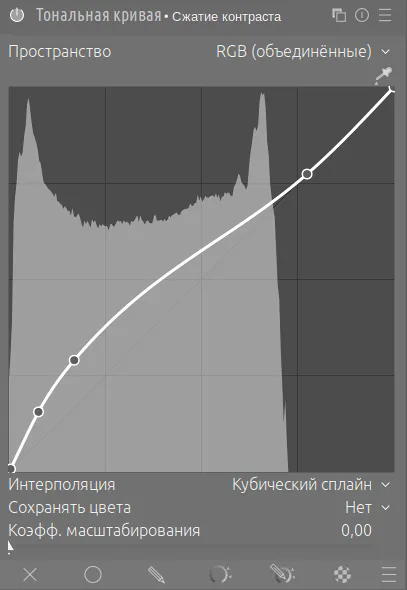 Тональная кривая • Сжатие контраста
Пространство RGB (объединённые)
Интерполяция Кубический сплайн
Сохранять цвета Нет
Коэфф. масштабирования 0,00